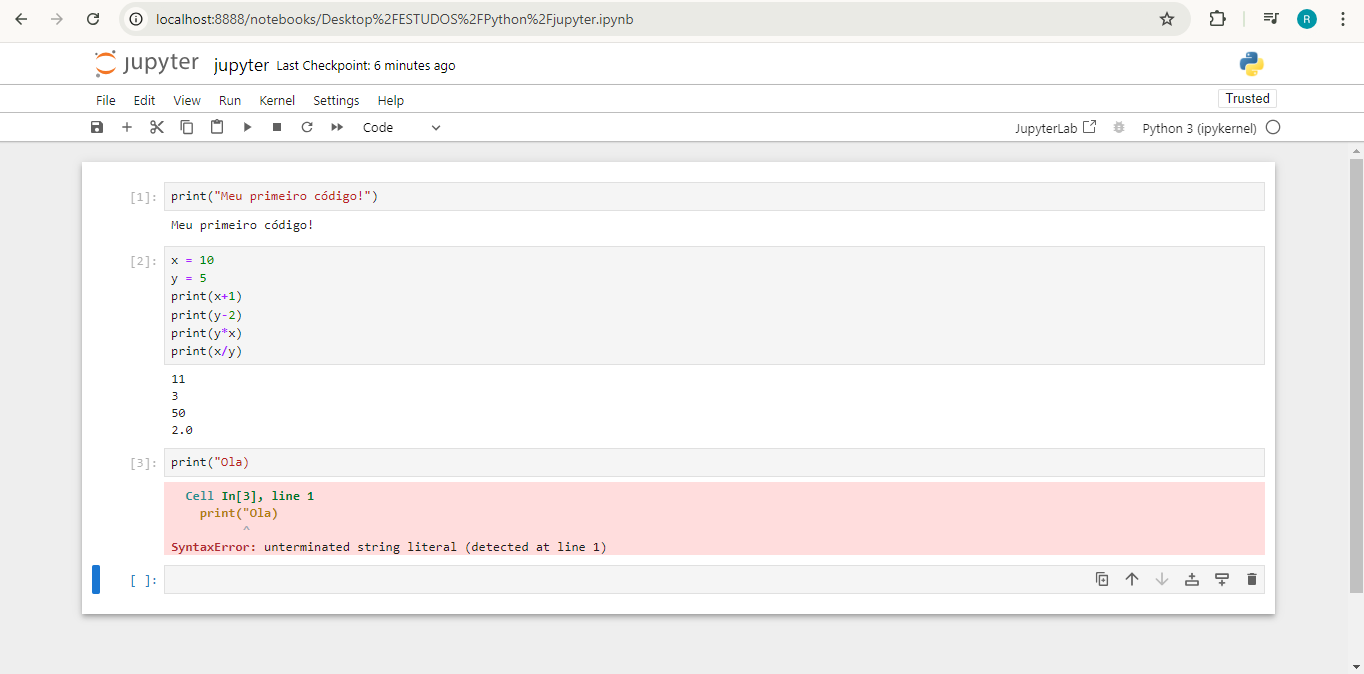 localhost:8888/notebooks/Desktop%2FESTUDOS%2FPython%2Fjupyter.ipynb
R
jupyter jupyter Last Checkpoint: 6 minutes ago
File Edit View Run Kernel Settings Help Trusted
Code JupyterLab Python 3 (ipykernel)
[1]: print("Meu primeiro código!")
Meu primeiro código!
[2]: x = 10
y = 5
print(x+1)
print(y-2)
print(y*x)
print(x/y)
11
3
50
2.0
[3]: print("Ola)
Cell In[3], line 1
print("Ola)
^
SyntaxError: unterminated string literal (detected at line 1)
[ ]: